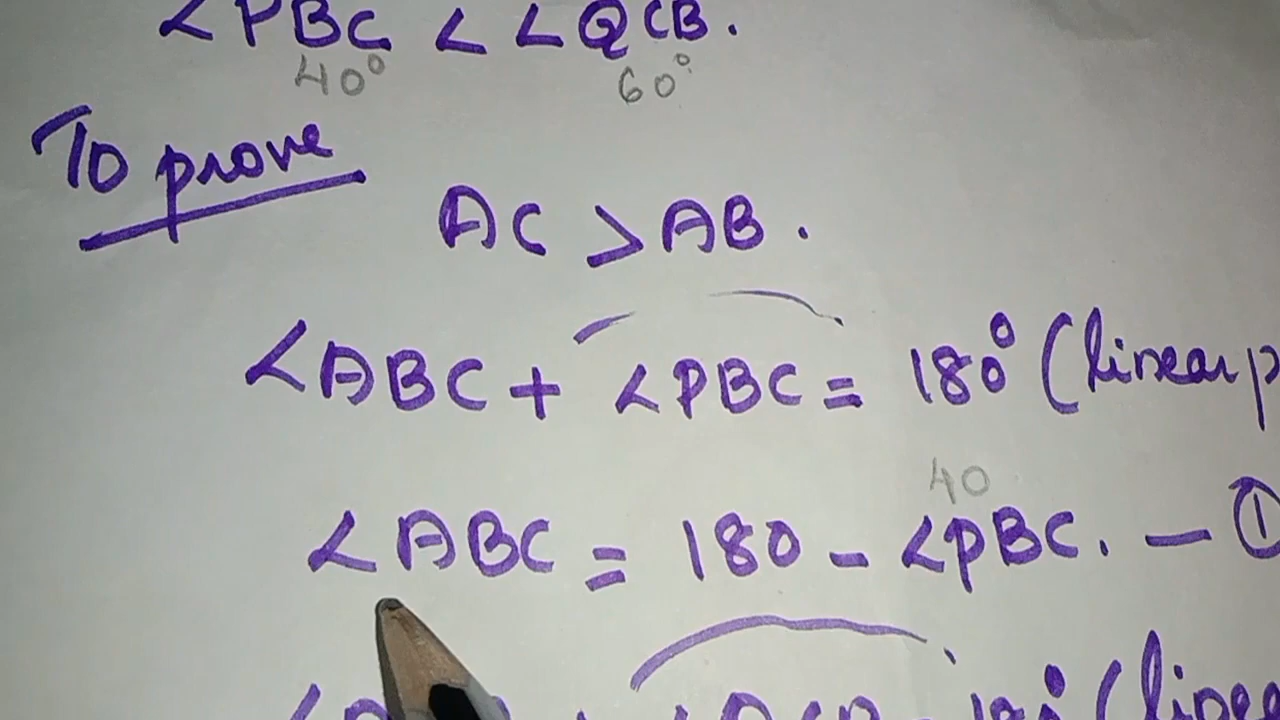 ∠PBC < ∠QCB.
40° 60°
To prove
AC > AB.
∠ABC + ∠PBC = 180° (linear p
40
∠ABC = 180 - ∠PBC. — ①